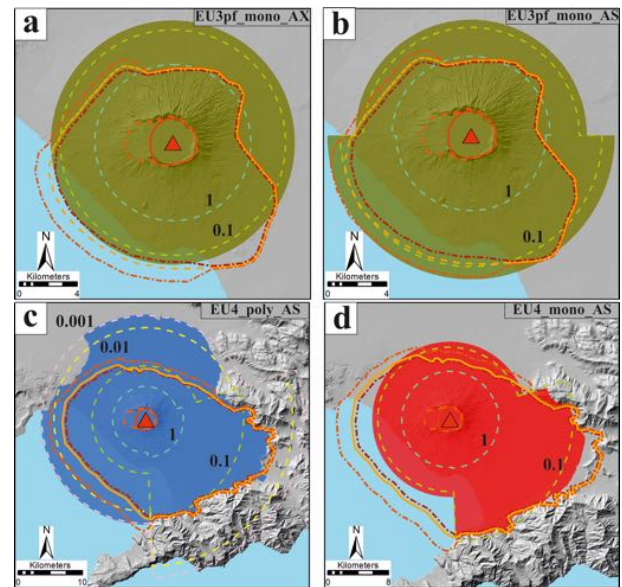 a
EU3pf_mono_AX
1
0.1
N
Kilometers
0 4
b
EU3pf_mono_AS
1
0.1
N
Kilometers
0 4
c
EU4_poly_AS
0.001
0.01
1
0.1
N
Kilometers
0 10
d
EU4_mono_AS
1
0.1
N
Kilometers
0 8